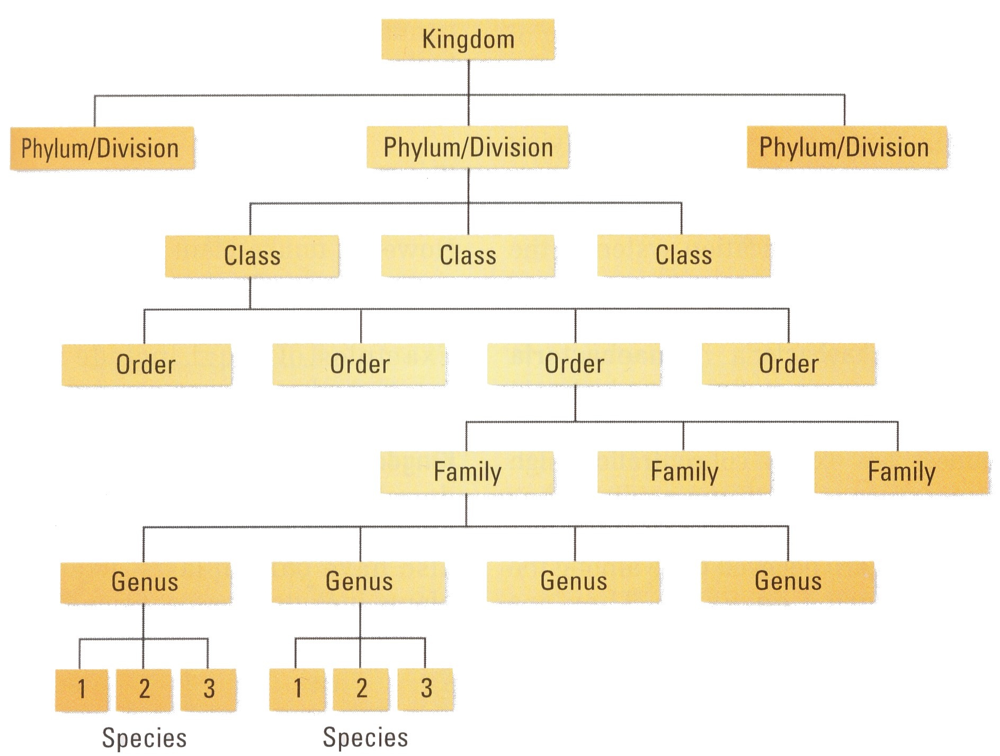 Kingdom
Phylum/Division Phylum/Division Phylum/Division
Class Class Class
Order Order Order Order
Family Family Family
Genus Genus Genus Genus
1 2 3 1 2 3
Species Species